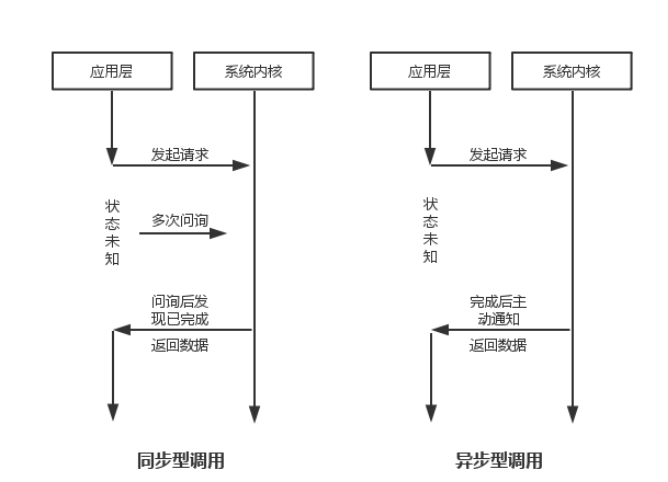 应用层
系统内核
发起请求
状
态
未
知
多次问询
问询后发
现已完成
返回数据
同步型调用
应用层
系统内核
发起请求
状
态
未
知
完成后主
动通知
返回数据
异步型调用